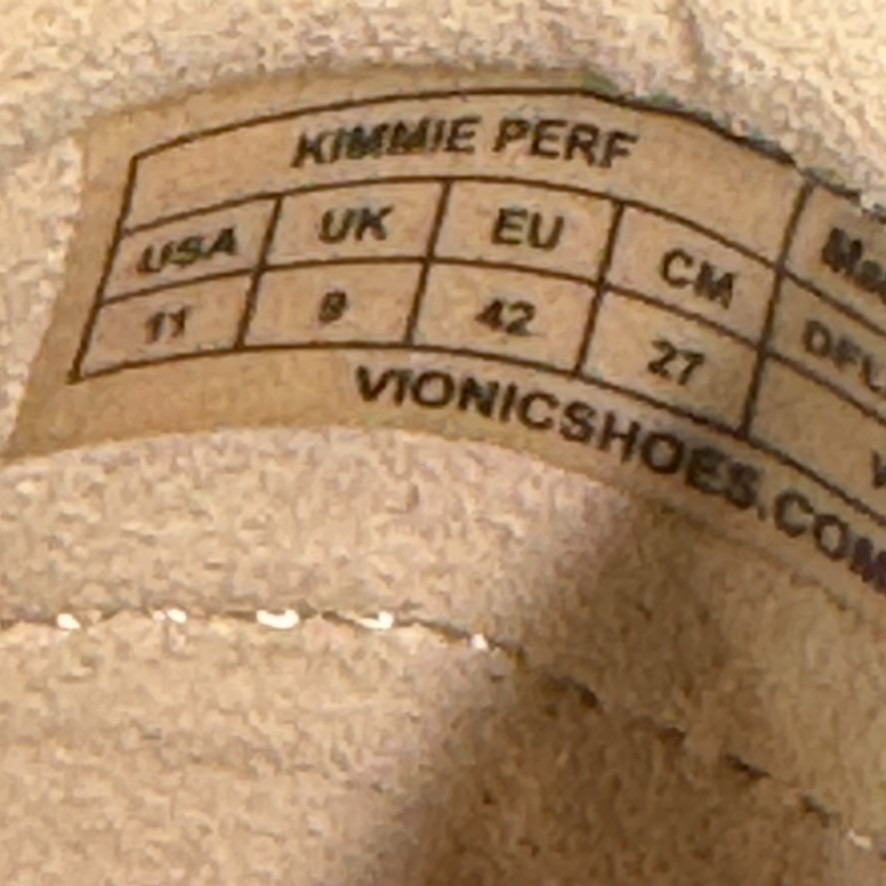 KIMMIE PERF
USA UK EU CM
11 9 42 27
VIONICSHOES.COM